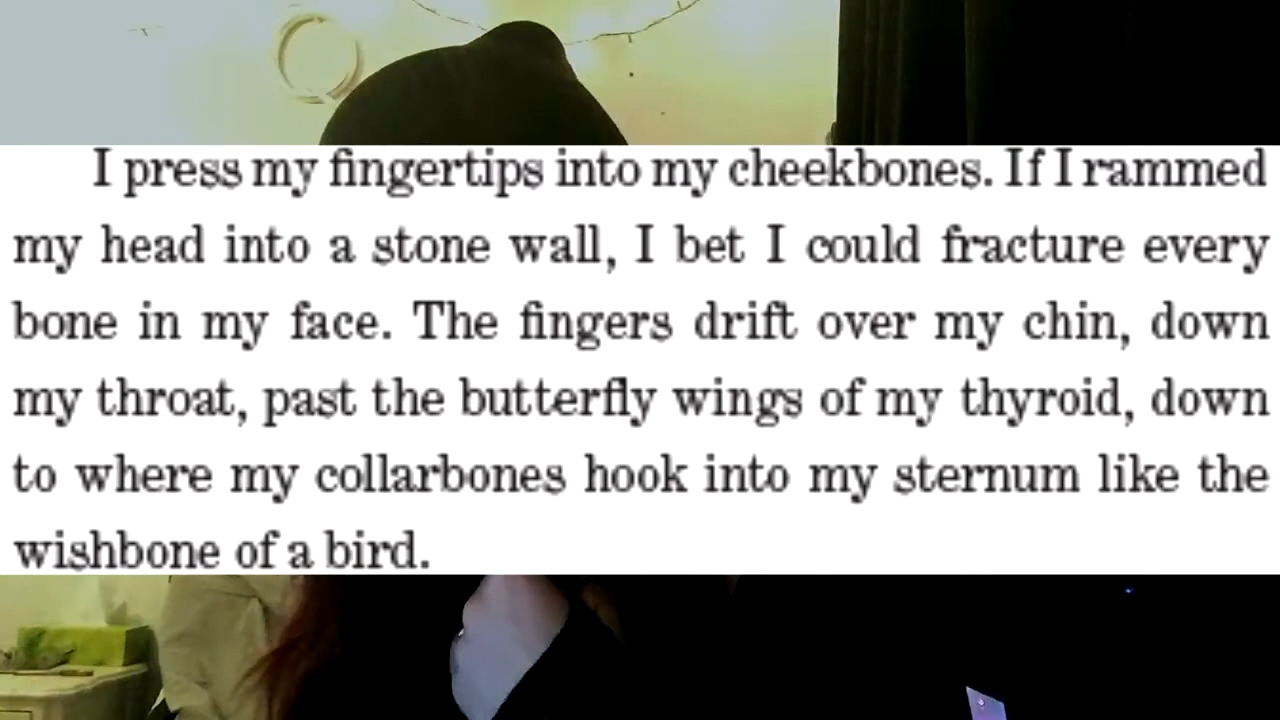 I press my fingertips into my cheekbones. If I rammed
my head into a stone wall, I bet I could fracture every
bone in my face. The fingers drift over my chin, down
my throat, past the butterfly wings of my thyroid, down
to where my collarbones hook into my sternum like the
wishbone of a bird.